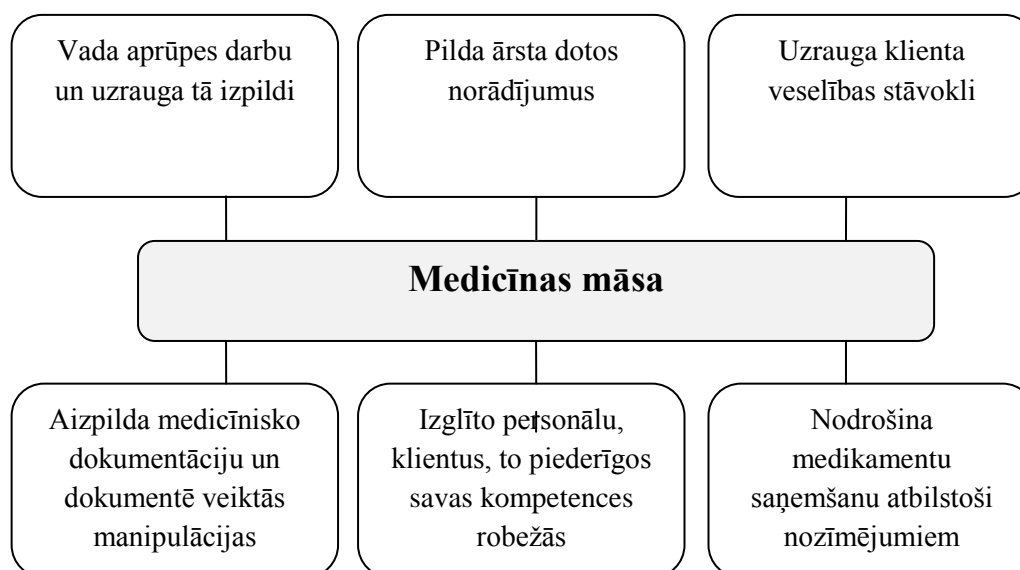 Vada aprūpes darbu
un uzrauga tā izpildi
Pilda ārsta dotos
norādījumus
Uzrauga klienta
veselības stāvokli
Medicīnas māsa
Aizpilda medicīnisko
dokumentāciju un
dokumentē veiktās
manipulācijas
Izglīto personālu,
klientus, to piederīgos
savas kompetences
robežās
Nodrošina
medikamentu
saņemšanu atbilstoši
nozīmējumiem